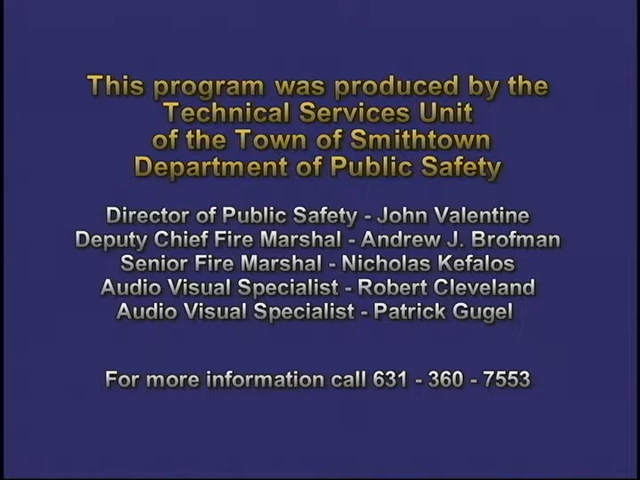 This program was produced by the
Technical Services Unit
of the Town of Smithtown
Department of Public Safety
Director of Public Safety - John Valentine
Deputy Chief Fire Marshal - Andrew J. Brofman
Senior Fire Marshal - Nicholas Kefalos
Audio Visual Specialist - Robert Cleveland
Audio Visual Specialist - Patrick Gugel
For more information call 631 - 360 - 7553